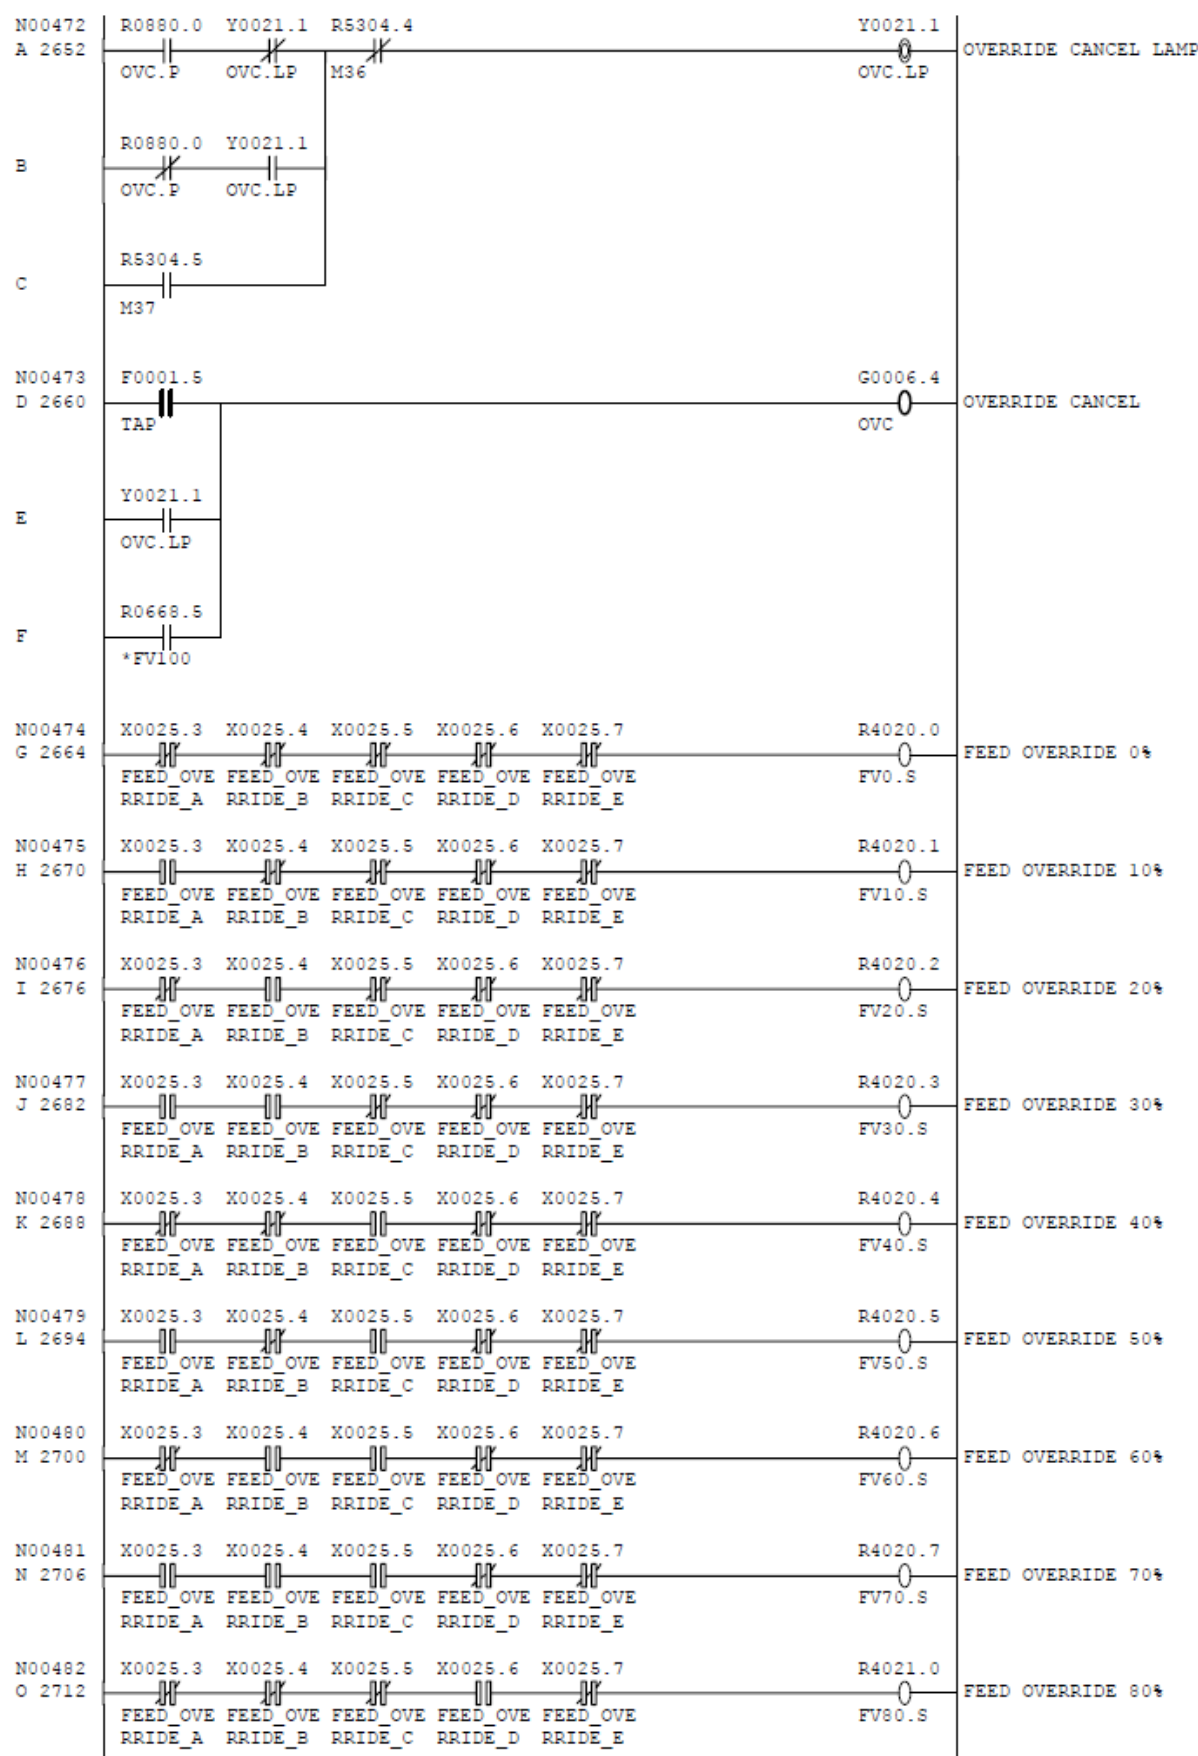 N00472 R0880.0 Y0021.1 R5304.4 Y0021.1
A 2652 OVERRIDE CANCEL LAMP
OVC.P OVC.LP M36 OVC.LP
R0880.0 Y0021.1
B
OVC.P OVC.LP
R5304.5
C
M37
N00473 F0001.5 G0006.4
D 2660 OVERRIDE CANCEL
TAP OVC
Y0021.1
E
OVC.LP
R0668.5
F
*FV100
N00474 X0025.3 X0025.4 X0025.5 X0025.6 X0025.7 R4020.0
G 2664 FEED OVERRIDE 0%
FEED_OVE FEED_OVE FEED_OVE FEED_OVE FEED_OVE FV0.S
RRIDE_A RRIDE_B RRIDE_C RRIDE_D RRIDE_E
N00475 X0025.3 X0025.4 X0025.5 X0025.6 X0025.7 R4020.1
H 2670 FEED OVERRIDE 10%
FEED_OVE FEED_OVE FEED_OVE FEED_OVE FEED_OVE FV10.S
RRIDE_A RRIDE_B RRIDE_C RRIDE_D RRIDE_E
N00476 X0025.3 X0025.4 X0025.5 X0025.6 X0025.7 R4020.2
I 2676 FEED OVERRIDE 20%
FEED_OVE FEED_OVE FEED_OVE FEED_OVE FEED_OVE FV20.S
RRIDE_A RRIDE_B RRIDE_C RRIDE_D RRIDE_E
N00477 X0025.3 X0025.4 X0025.5 X0025.6 X0025.7 R4020.3
J 2682 FEED OVERRIDE 30%
FEED_OVE FEED_OVE FEED_OVE FEED_OVE FEED_OVE FV30.S
RRIDE_A RRIDE_B RRIDE_C RRIDE_D RRIDE_E
N00478 X0025.3 X0025.4 X0025.5 X0025.6 X0025.7 R4020.4
K 2688 FEED OVERRIDE 40%
FEED_OVE FEED_OVE FEED_OVE FEED_OVE FEED_OVE FV40.S
RRIDE_A RRIDE_B RRIDE_C RRIDE_D RRIDE_E
N00479 X0025.3 X0025.4 X0025.5 X0025.6 X0025.7 R4020.5
L 2694 FEED OVERRIDE 50%
FEED_OVE FEED_OVE FEED_OVE FEED_OVE FEED_OVE FV50.S
RRIDE_A RRIDE_B RRIDE_C RRIDE_D RRIDE_E
N00480 X0025.3 X0025.4 X0025.5 X0025.6 X0025.7 R4020.6
M 2700 FEED OVERRIDE 60%
FEED_OVE FEED_OVE FEED_OVE FEED_OVE FEED_OVE FV60.S
RRIDE_A RRIDE_B RRIDE_C RRIDE_D RRIDE_E
N00481 X0025.3 X0025.4 X0025.5 X0025.6 X0025.7 R4020.7
N 2706 FEED OVERRIDE 70%
FEED_OVE FEED_OVE FEED_OVE FEED_OVE FEED_OVE FV70.S
RRIDE_A RRIDE_B RRIDE_C RRIDE_D RRIDE_E
N00482 X0025.3 X0025.4 X0025.5 X0025.6 X0025.7 R4021.0
O 2712 FEED OVERRIDE 80%
FEED_OVE FEED_OVE FEED_OVE FEED_OVE FEED_OVE FV80.S
RRIDE_A RRIDE_B RRIDE_C RRIDE_D RRIDE_E